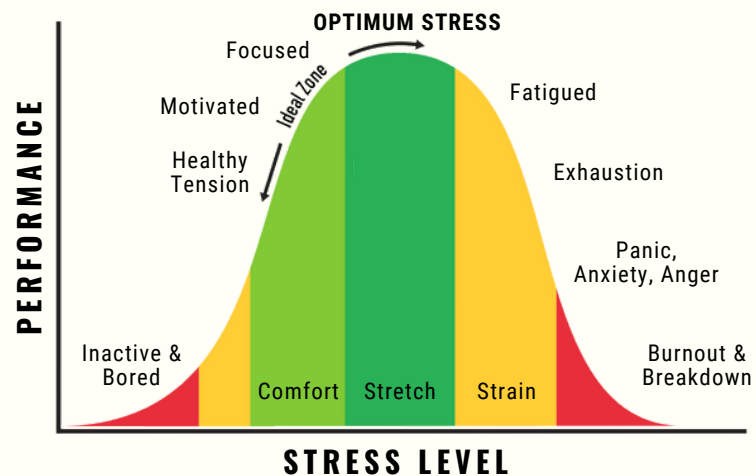 OPTIMUM STRESS
Focused
Ideal Zone
Motivated
Healthy
Tension
Fatigued
Exhaustion
Panic,
Anxiety, Anger
Inactive &
Bored
Burnout &
Breakdown
Comfort
Stretch
Strain
PERFORMANCE
STRESS LEVEL